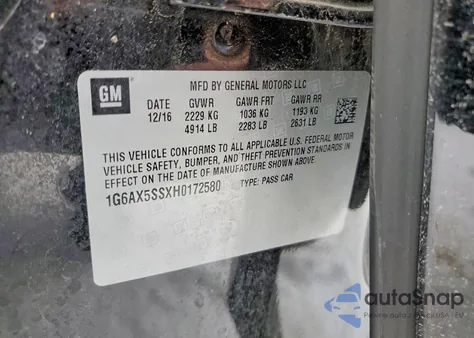 GM
MFD BY GENERAL MOTORS LLC
DATE GVWR GAWR FRT GAWR RR
12/16 2229 KG 1036 KG 1193 KG
4914 LB 2283 LB 2631 LB
THIS VEHICLE CONFORMS TO ALL APPLICABLE U.S. FEDERAL MOTOR
VEHICLE SAFETY, BUMPER, AND THEFT PREVENTION STANDARDS IN
EFFECT ON THE DATE OF MANUFACTURE SHOWN ABOVE.
1G6AX5SSXH0172580 TYPE: PASS CAR
autoSnap